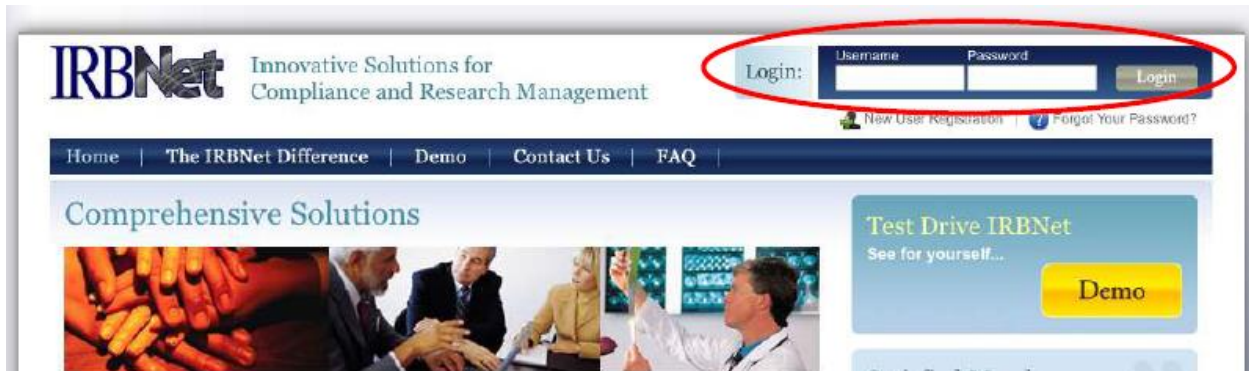 IRBNet
Innovative Solutions for
Compliance and Research Management
Login:
Username
Password
Login
New User Registration
Forgot Your Password?
Home | The IRBNet Difference | Demo | Contact Us | FAQ |
Comprehensive Solutions
Test Drive IRBNet
See for yourself...
Demo